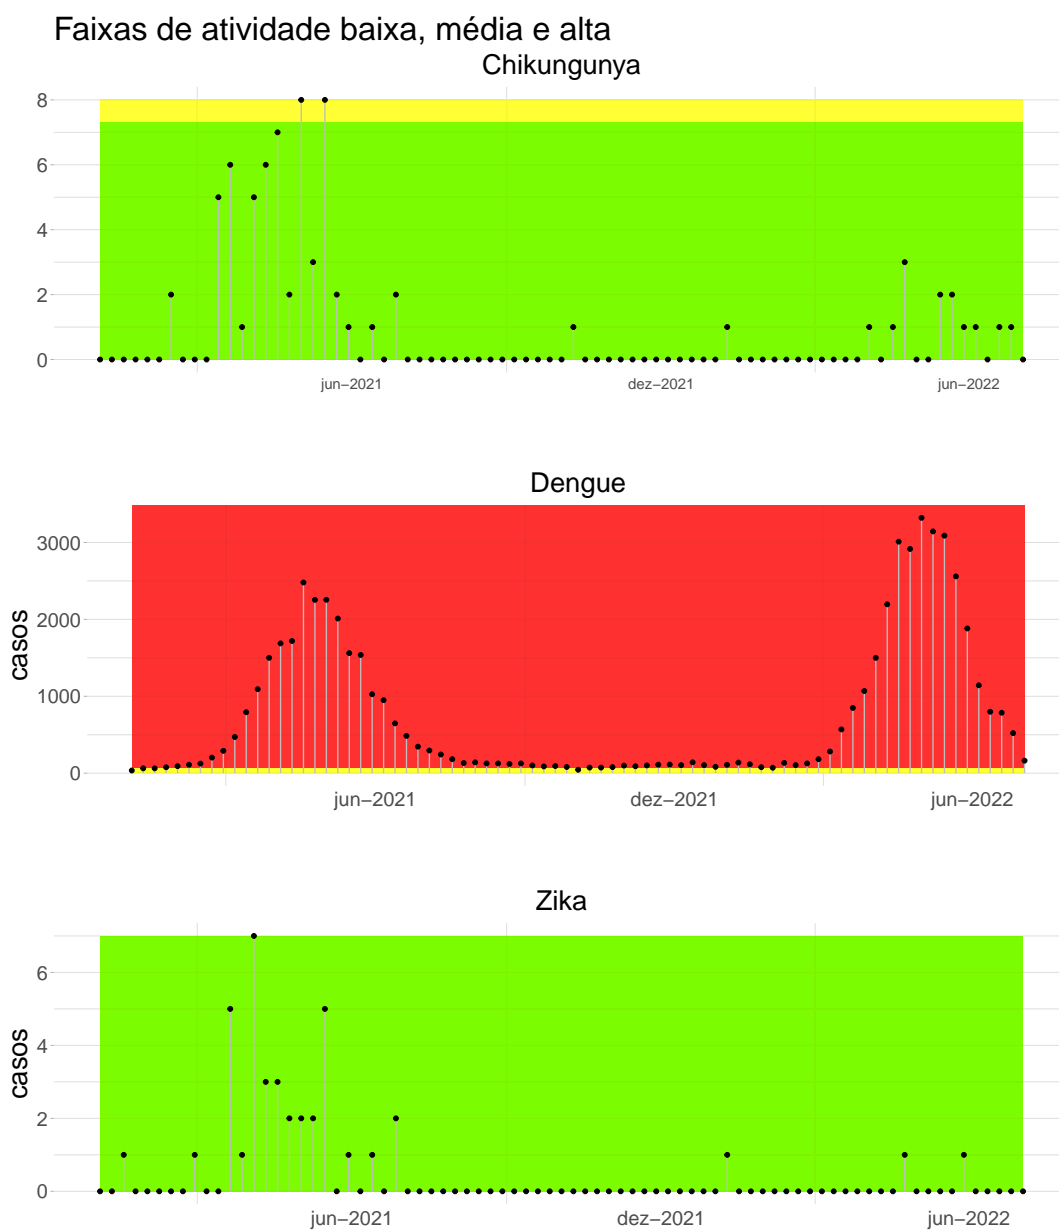 Faixas de atividade baixa, média e alta
Chikungunya
8
6
4
2
0
jun−2021 dez−2021 jun−2022
Dengue
casos
3000
2000
1000
0
jun−2021 dez−2021 jun−2022
Zika
casos
6
4
2
0
jun−2021 dez−2021 jun−2022